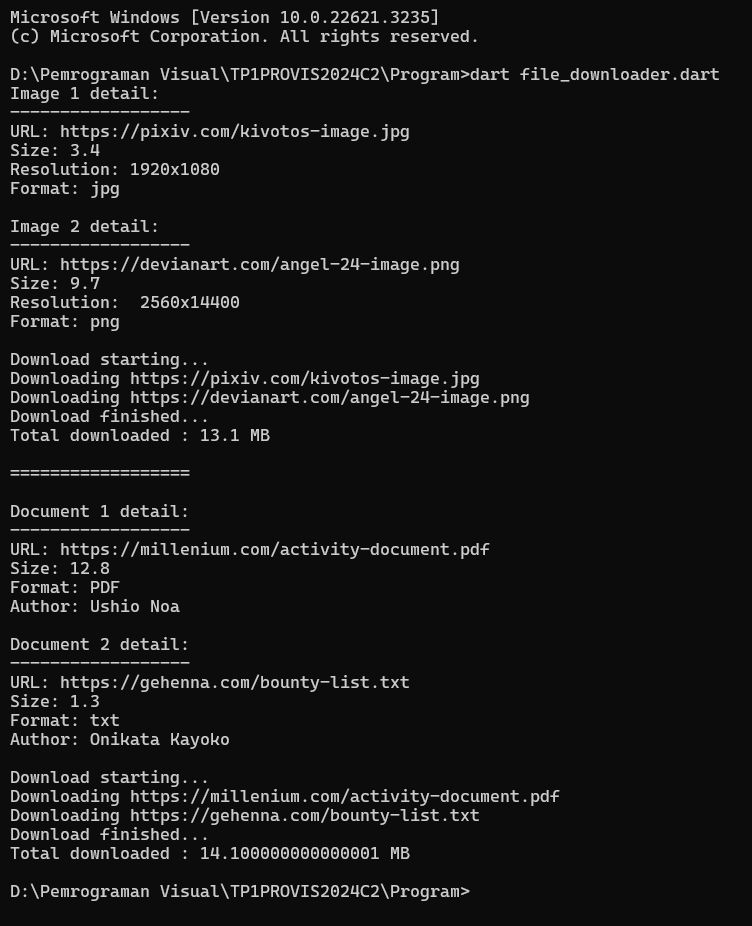 Microsoft Windows [Version 10.0.22621.3235]
(c) Microsoft Corporation. All rights reserved.

D:\Pemrograman Visual\TP1PROVIS2024C2\Program>dart file_downloader.dart
Image 1 detail:
------------------
URL: https://pixiv.com/kivotos-image.jpg
Size: 3.4
Resolution: 1920x1080
Format: jpg

Image 2 detail:
------------------
URL: https://devianart.com/angel-24-image.png
Size: 9.7
Resolution:  2560x14400
Format: png

Download starting...
Downloading https://pixiv.com/kivotos-image.jpg
Downloading https://devianart.com/angel-24-image.png
Download finished...
Total downloaded : 13.1 MB

==================

Document 1 detail:
------------------
URL: https://millenium.com/activity-document.pdf
Size: 12.8
Format: PDF
Author: Ushio Noa

Document 2 detail:
------------------
URL: https://gehenna.com/bounty-list.txt
Size: 1.3
Format: txt
Author: Onikata Kayoko

Download starting...
Downloading https://millenium.com/activity-document.pdf
Downloading https://gehenna.com/bounty-list.txt
Download finished...
Total downloaded : 14.100000000000001 MB

D:\Pemrograman Visual\TP1PROVIS2024C2\Program>